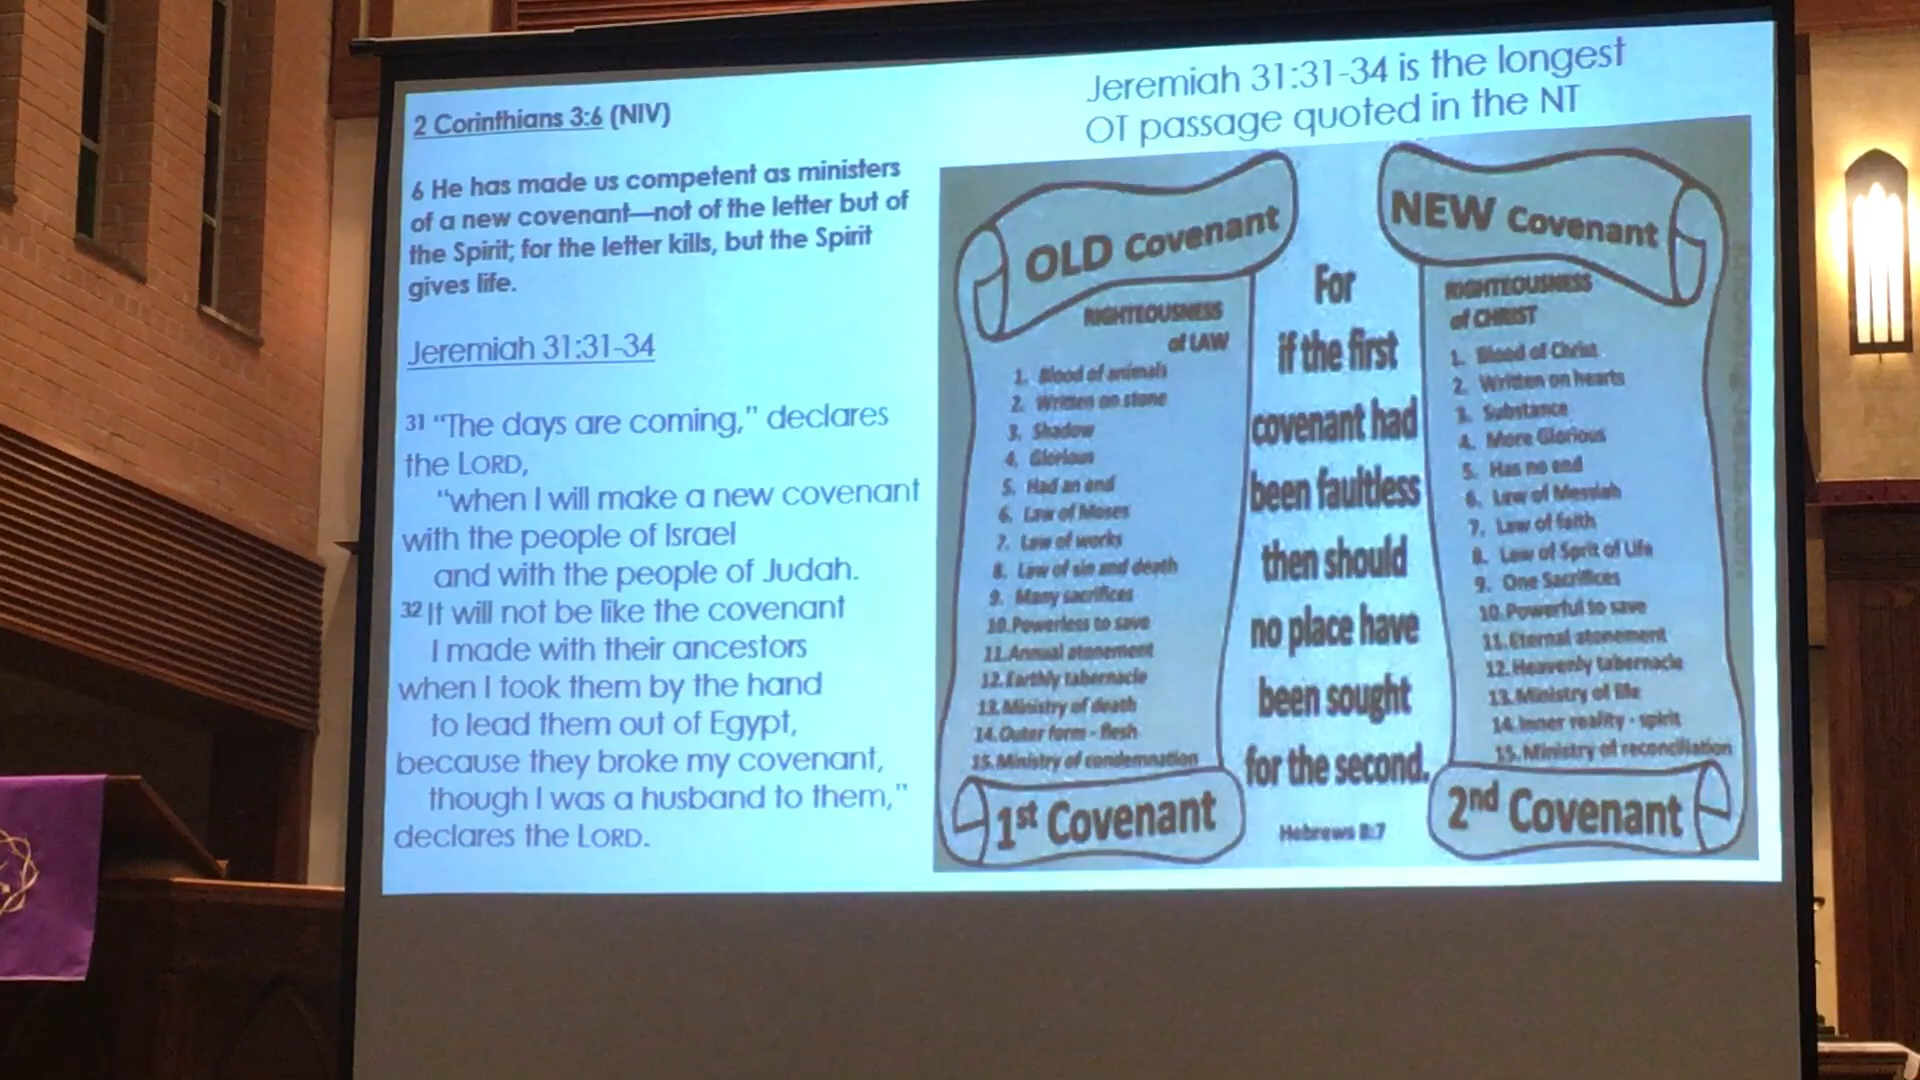 2 Corinthians 3:6 (NIV)
6 He has made us competent as ministers
of a new covenant—not of the letter but of
the Spirit; for the letter kills, but the Spirit
gives life.
Jeremiah 31:31-34
31 “The days are coming,” declares
the LORD,
“when I will make a new covenant
with the people of Israel
and with the people of Judah.
32 It will not be like the covenant
I made with their ancestors
when I took them by the hand
to lead them out of Egypt,
because they broke my covenant,
though I was a husband to them,”
declares the LORD.
Jeremiah 31:31-34 is the longest
OT passage quoted in the NT
OLD Covenant
RIGHTEOUSNESS
of LAW
1. Blood of animals
2. Written on stone
3. Shadow
4. Glorious
5. Had an end
6. Law of Moses
7. Law of works
8. Law of sin and death
9. Many sacrifices
10. Powerless to save
11. Annual atonement
12. Earthly tabernacle
13. Ministry of death
14. Outer form - flesh
15. Ministry of condemnation
1st Covenant
For
if the first
covenant had
been faultless
then should
no place have
been sought
for the second.
Hebrews 8:7
NEW Covenant
RIGHTEOUSNESS
of CHRIST
1. Blood of Christ
2. Written on hearts
3. Substance
4. More Glorious
5. Has no end
6. Law of Messiah
7. Law of faith
8. Law of Sprit of Life
9. One Sacrifices
10. Powerful to save
11. Eternal atonement
12. Heavenly tabernacle
13. Ministry of life
14. Inner reality - spirit
15. Ministry of reconciliation
2nd Covenant